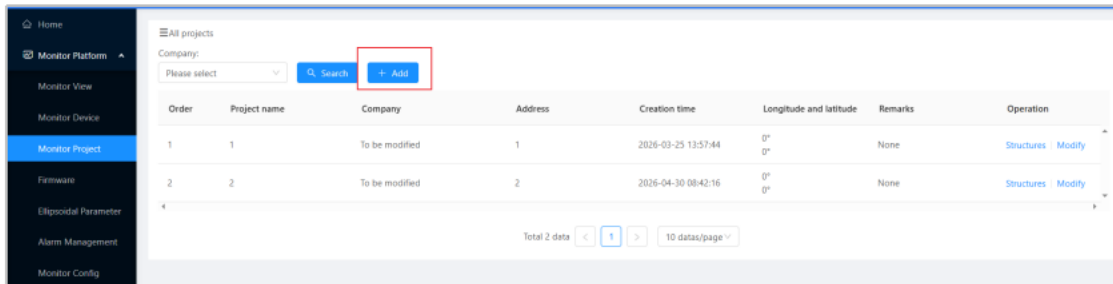 Home
Monitor Platform
Monitor View
Monitor Device
Monitor Project
Firmware
Ellipsoidal Parameter
Alarm Management
Monitor Config
All projects
Company:
Please select Search + Add
Order Project name Company Address Creation time Longitude and latitude Remarks Operation
1 1 To be modified 1 2026-03-25 13:57:44 0° 0° None Structures Modify
2 2 To be modified 2 2026-04-30 08:42:16 0° 0° None Structures Modify
Total 2 data < 1 > 10 datas/page